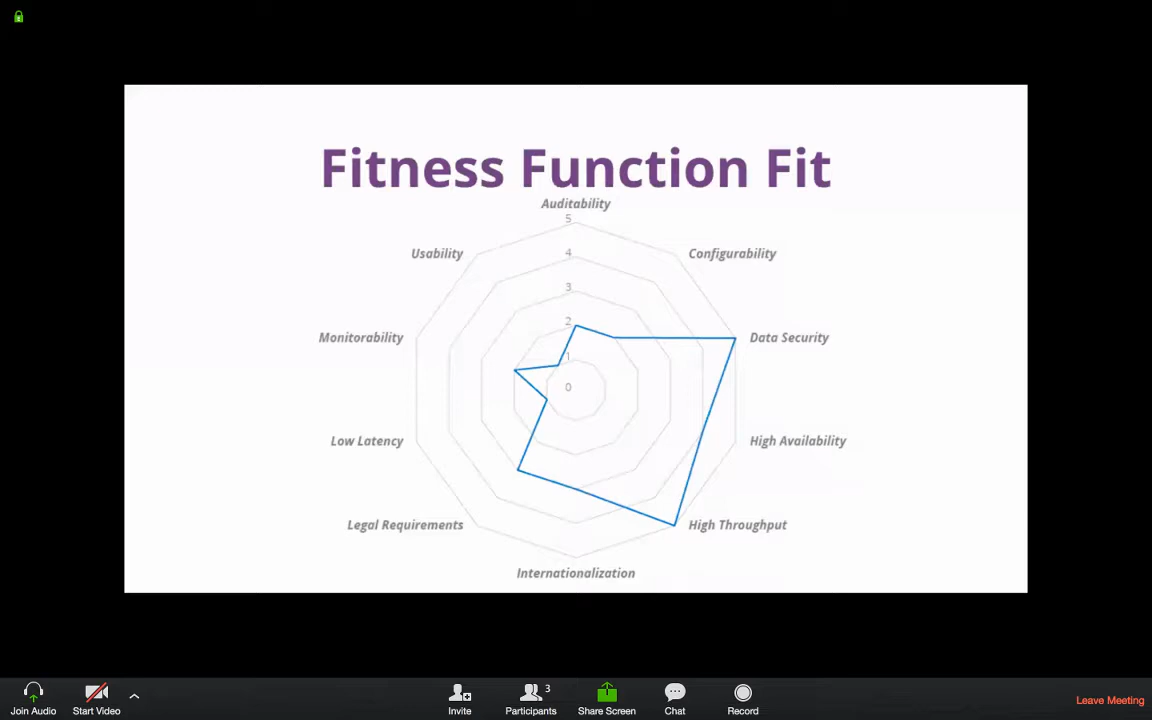 Fitness Function Fit
Auditability
5
Usability
Configurability
4
3
2
Monitorability
Data Security
1
0
Low Latency
High Availability
Legal Requirements
High Throughput
Internationalization
3
Join Audio
Start Video
Invite
Participants
Share Screen
Chat
Record
Leave Meeting